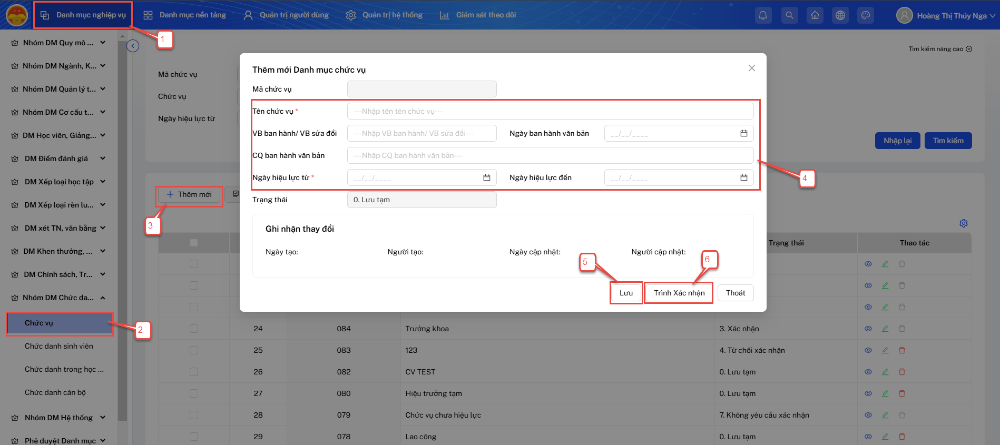 Danh mục nghiệp vụ
Danh mục nền tảng
Quản trị người dùng
Quản trị hệ thống
Giám sát theo dõi
Hoàng Thị Thúy Nga
1
Nhóm DM Quy mô ...
Nhóm DM Ngành, K...
Nhóm DM Quản lý t...
Nhóm DM Cơ cấu t...
DM Học viên, Giảng...
DM Điểm đánh giá
DM Xếp loại học tập
DM Xếp loại rèn lu...
DM xét TN, văn bằng
DM Khen thưởng, ...
DM Chính sách, Tr...
Nhóm DM Chức da...
Chức vụ
2
Chức danh sinh viên
Chức danh trong học ...
Chức danh cán bộ
Nhóm DM Hệ thống
Phê duyệt Danh mục
Tìm kiếm nâng cao
Mã chức vụ
Chức vụ
Ngày hiệu lực từ
Nhập lại
Tìm kiếm
Thêm mới
3
Thêm mới Danh mục chức vụ
Mã chức vụ
Tên chức vụ *
---Nhập tên tên chức vụ---
VB ban hành/ VB sửa đổi
---Nhập VB ban hành/ VB sửa đổi---
Ngày ban hành văn bản
__/__/____
CQ ban hành văn bản
---Nhập CQ ban hành văn bản---
Ngày hiệu lực từ *
__/__/____
Ngày hiệu lực đến
__/__/____
4
Trạng thái
0. Lưu tạm
Ghi nhận thay đổi
Ngày tạo:
Người tạo:
Ngày cập nhật:
Người cập nhật:
5
6
Lưu
Trình Xác nhận
Thoát
Trạng thái
Thao tác
24 084 Trưởng khoa 3. Xác nhận
25 083 123 4. Từ chối xác nhận
26 082 CV TEST 0. Lưu tạm
27 080 Hiệu trưởng tạm 0. Lưu tạm
28 079 Chức vụ chưa hiệu lực 7. Không yêu cầu xác nhận
29 078 Lao công 0. Lưu tạm